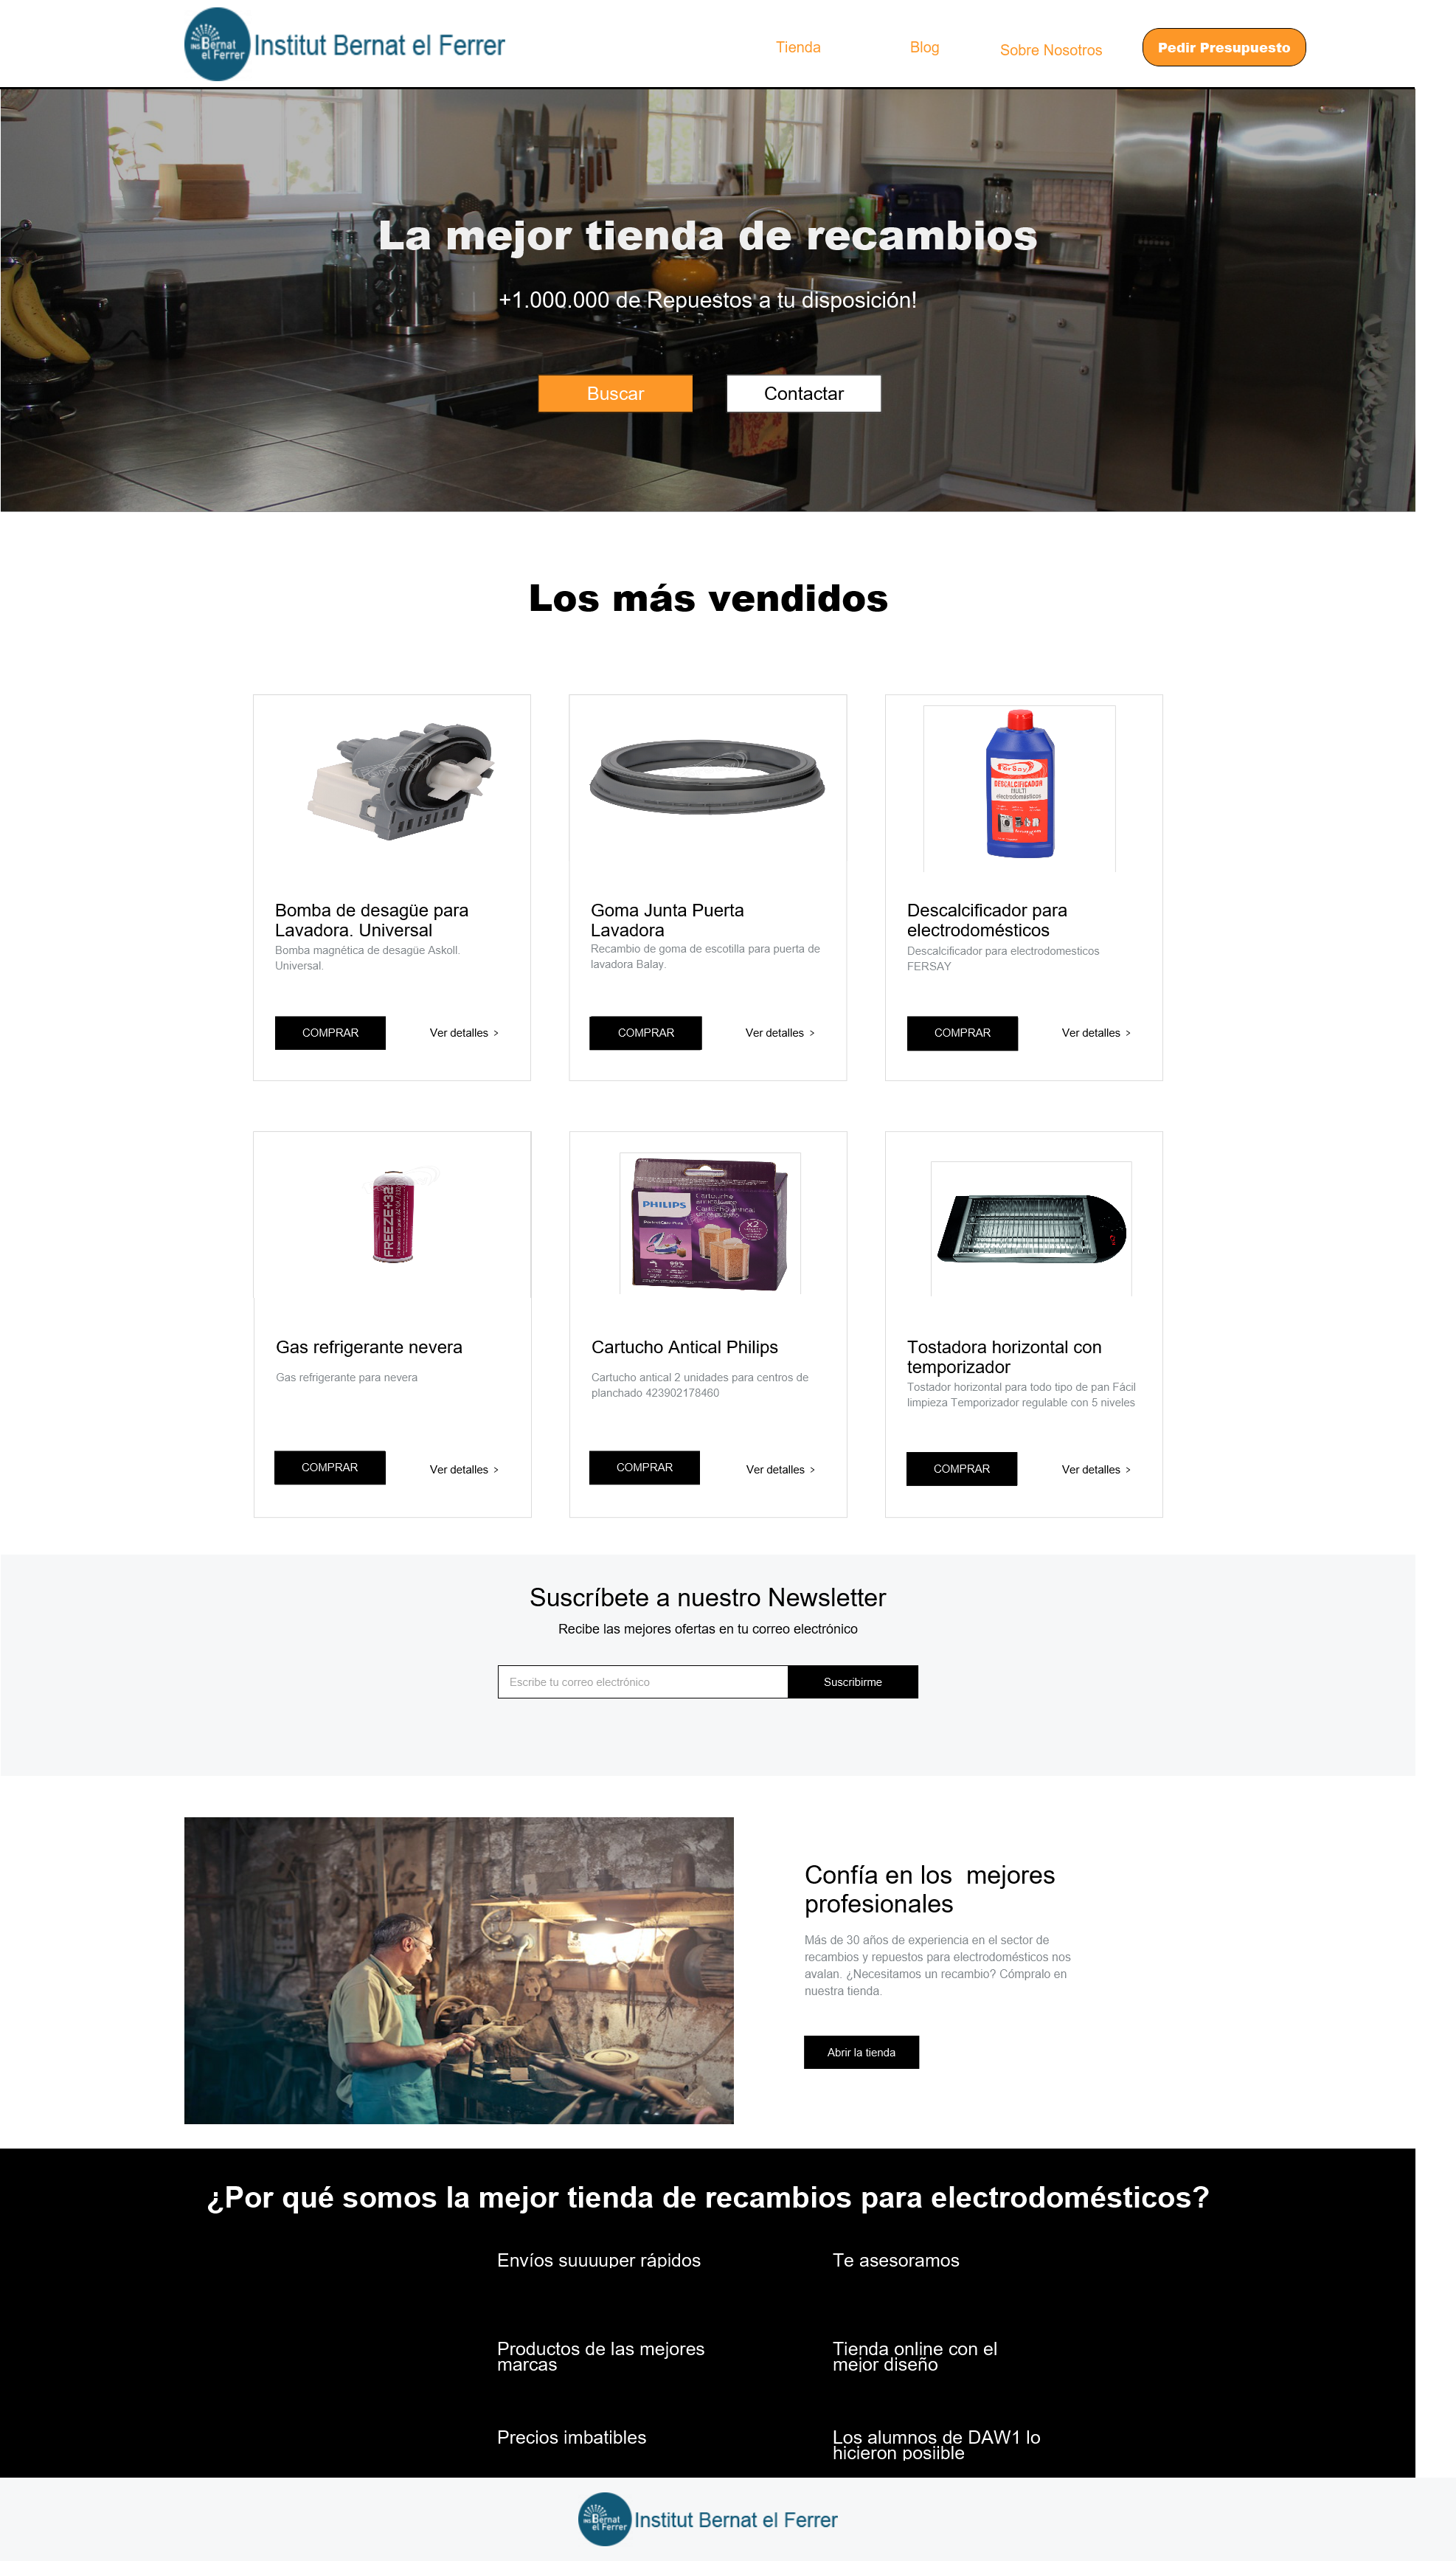 INS Bernat
el Ferrer
Institut Bernat el Ferrer
Tienda
Blog
Sobre Nosotros
Pedir Presupuesto
La mejor tienda de recambios
+1.000.000 de Repuestos a tu disposición!
Buscar
Contactar
Los más vendidos
Fersay
DESCALCIFICADOR
MULTI
electrodomésticos
Bomba de desagüe para
Lavadora. Universal
Bomba magnética de desagüe Askoll.
Universal.
COMPRAR
Ver detalles >
Goma Junta Puerta
Lavadora
Recambio de goma de escotilla para puerta de
lavadora Balay.
COMPRAR
Ver detalles >
Descalcificador para
electrodomésticos
Descalcificador para electrodomesticos
FERSAY
COMPRAR
Ver detalles >
FREEZE+32
PHILIPS
x2
99%
Gas refrigerante nevera
Gas refrigerante para nevera
COMPRAR
Ver detalles >
Cartucho Antical Philips
Cartucho antical 2 unidades para centros de
planchado 423902178460
COMPRAR
Ver detalles >
Tostadora horizontal con
temporizador
Tostador horizontal para todo tipo de pan Fácil
limpieza Temporizador regulable con 5 niveles
COMPRAR
Ver detalles >
Suscríbete a nuestro Newsletter
Recibe las mejores ofertas en tu correo electrónico
Escribe tu correo electrónico
Suscribirme
Confía en los mejores
profesionales
Más de 30 años de experiencia en el sector de
recambios y repuestos para electrodomésticos nos
avalan. ¿Necesitamos un recambio? Cómpralo en
nuestra tienda.
Abrir la tienda
¿Por qué somos la mejor tienda de recambios para electrodomésticos?
Envíos suuuuper rápidos
Te asesoramos
Productos de las mejores
marcas
Tienda online con el
mejor diseño
Precios imbatibles
Los alumnos de DAW1 lo
hicieron posiible
INS Bernat
el Ferrer
Institut Bernat el Ferrer